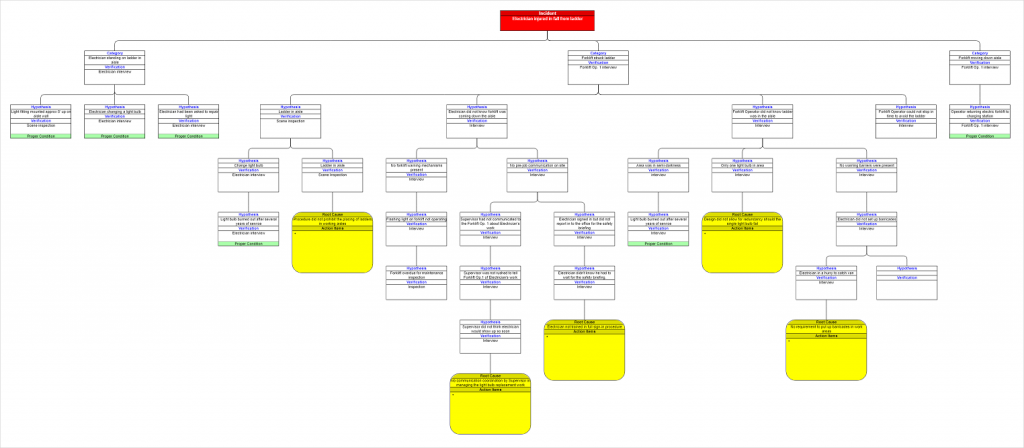 Incident
Electrician injured in fall from ladder
Category
Electrician standing on ladder in
aisle
Verification
Electrician interview
Category
Forklift struck ladder
Verification
Forklift Op. 1 interview
Category
Forklift moving down aisle
Verification
Forklift Op. 1 interview
Hypothesis
Light fitting mounted approx 5' up on
side wall
Verification
Scene inspection
Proper Condition
Hypothesis
Electrician changing a light bulb
Verification
Electrician interview
Proper Condition
Hypothesis
Electrician had been asked to repair
light
Verification
Electrician interview
Proper Condition
Hypothesis
Ladder in aisle
Verification
Scene inspection
Hypothesis
Electrician did not know forklift was
coming down the aisle
Verification
Interview
Hypothesis
Forklift Operator did not know ladder
was in the aisle
Verification
Interview
Hypothesis
Forklift Operator could not stop in
time to avoid the ladder
Verification
Interview
Hypothesis
Operator returning electric forklift to
charging station
Verification
Forklift Op. 1 interview
Proper Condition
Hypothesis
Change light bulb
Verification
Electrician interview
Hypothesis
Ladder in aisle
Verification
Scene inspection
Hypothesis
No forklift warning mechanisms
present
Verification
Interview
Hypothesis
No people communication on site
Verification
Interview
Hypothesis
Area was in semi-darkness
Verification
Interview
Hypothesis
Only one light bulb in area
Verification
Interview
Hypothesis
No warning barriers were present
Verification
Interview
Hypothesis
Light bulb burned out after several
years of service
Verification
Electrician interview
Proper Condition
Root Cause
Procedure did not prohibit the placing of ladders
in working aisles
Action Items
Hypothesis
Flashing light on forklift not operating
Verification
Interview
Hypothesis
Supervisor had not communicated to
the Forklift Op. 1 about Electrician's
work
Verification
Interview
Hypothesis
Electrician signed in but did not
report in to the office for the safety
briefing
Verification
Interview
Hypothesis
Light bulb burned out after several
years of service
Verification
Interview
Proper Condition
Root Cause
Design did not allow for redundancy should the
single light bulb fail
Action Items
Hypothesis
Electrician did not set up barricades
Verification
Interview
Hypothesis
Forklift overdue for maintenance
inspection
Verification
Inspection
Hypothesis
Supervisor was too rushed to tell
Forklift Op.1 of Electrician's work
Verification
Interview
Hypothesis
Electrician didn't know he had to
wait for the safety briefing
Verification
Interview
Hypothesis
Electrician in a hurry to catch
Verification
Interview
Hypothesis
Verification
Hypothesis
Supervisor did not think electrician
would show up so soon
Verification
Interview
Root Cause
Electrician not trained in full sign in procedure
Action Items
Root Cause
No requirement to put up barricades in work
areas
Action Items
Root Cause
No communication coordination by Supervisor in
managing the light bulb replacement work
Action Items